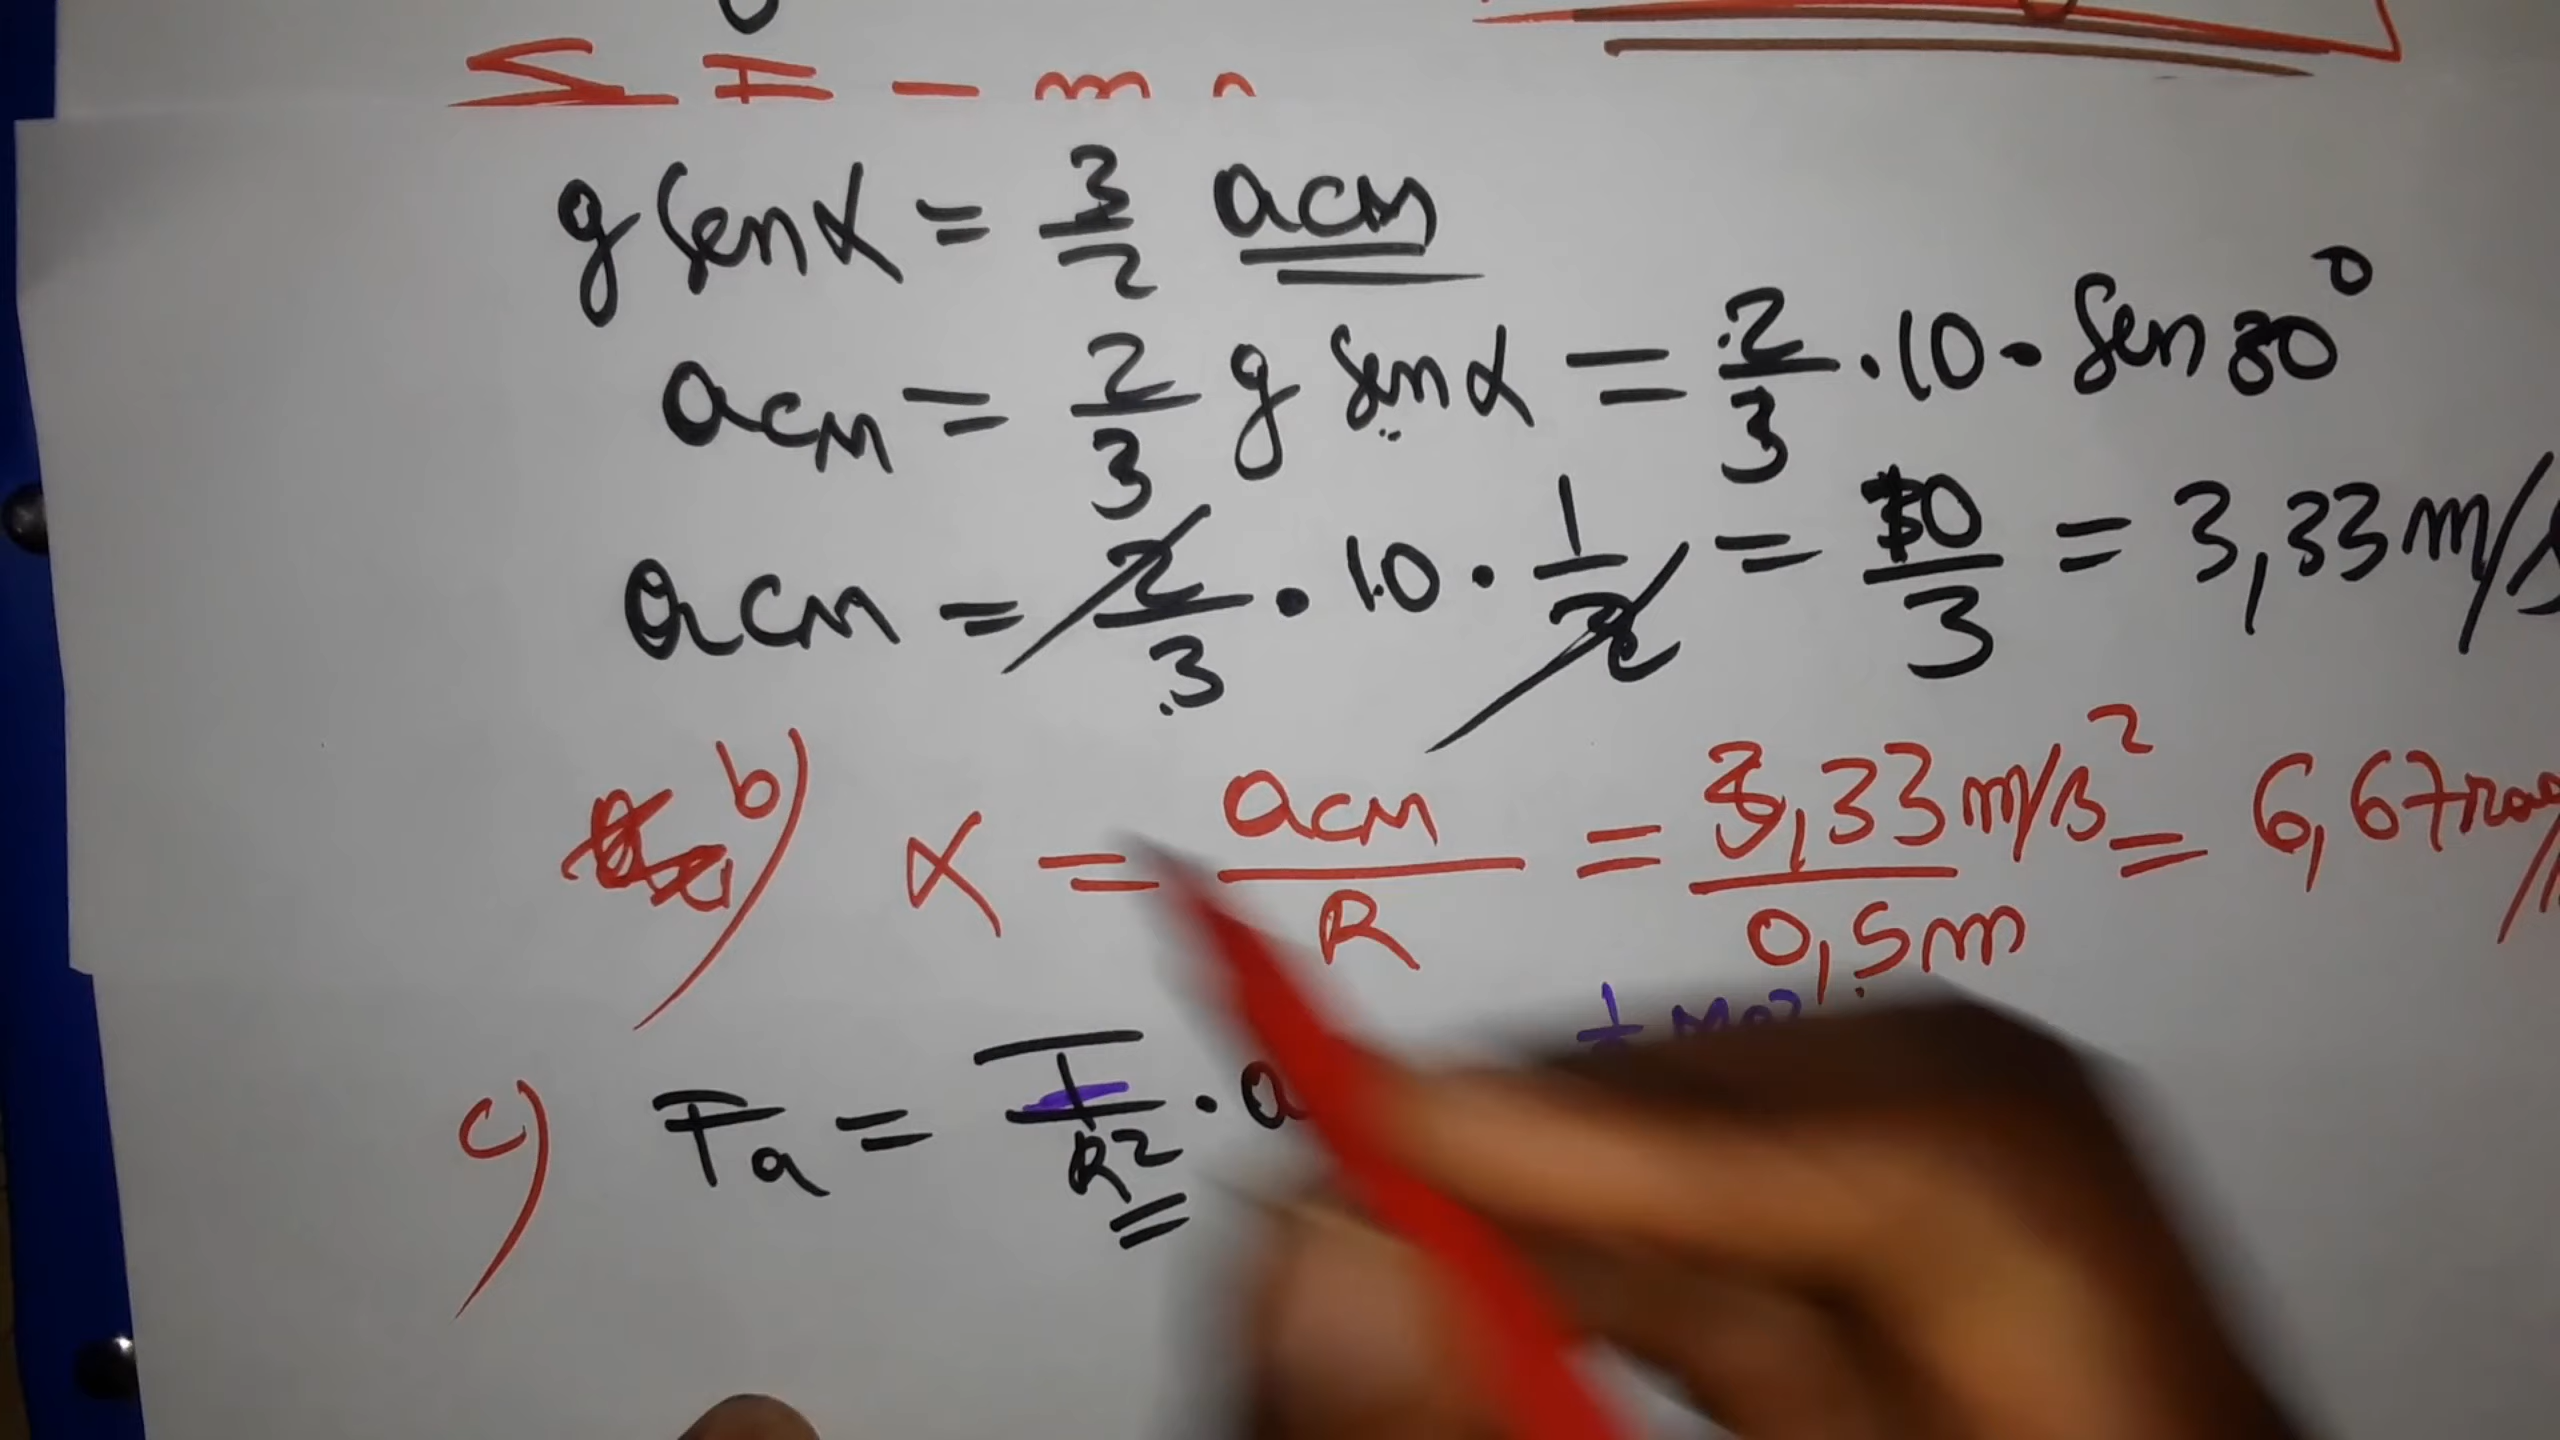 g sen α = 3/2 acm
acm = 2/3 g sen α = 2/3 . 10 . sen 30°
acm = 2/3 . 10 . 1/2 = 10/3 = 3,33 m/s
b) α = acm/R = 3,33 m/s² / 0,5 m = 6,67 rad/s
c) Fa = I/R² . a